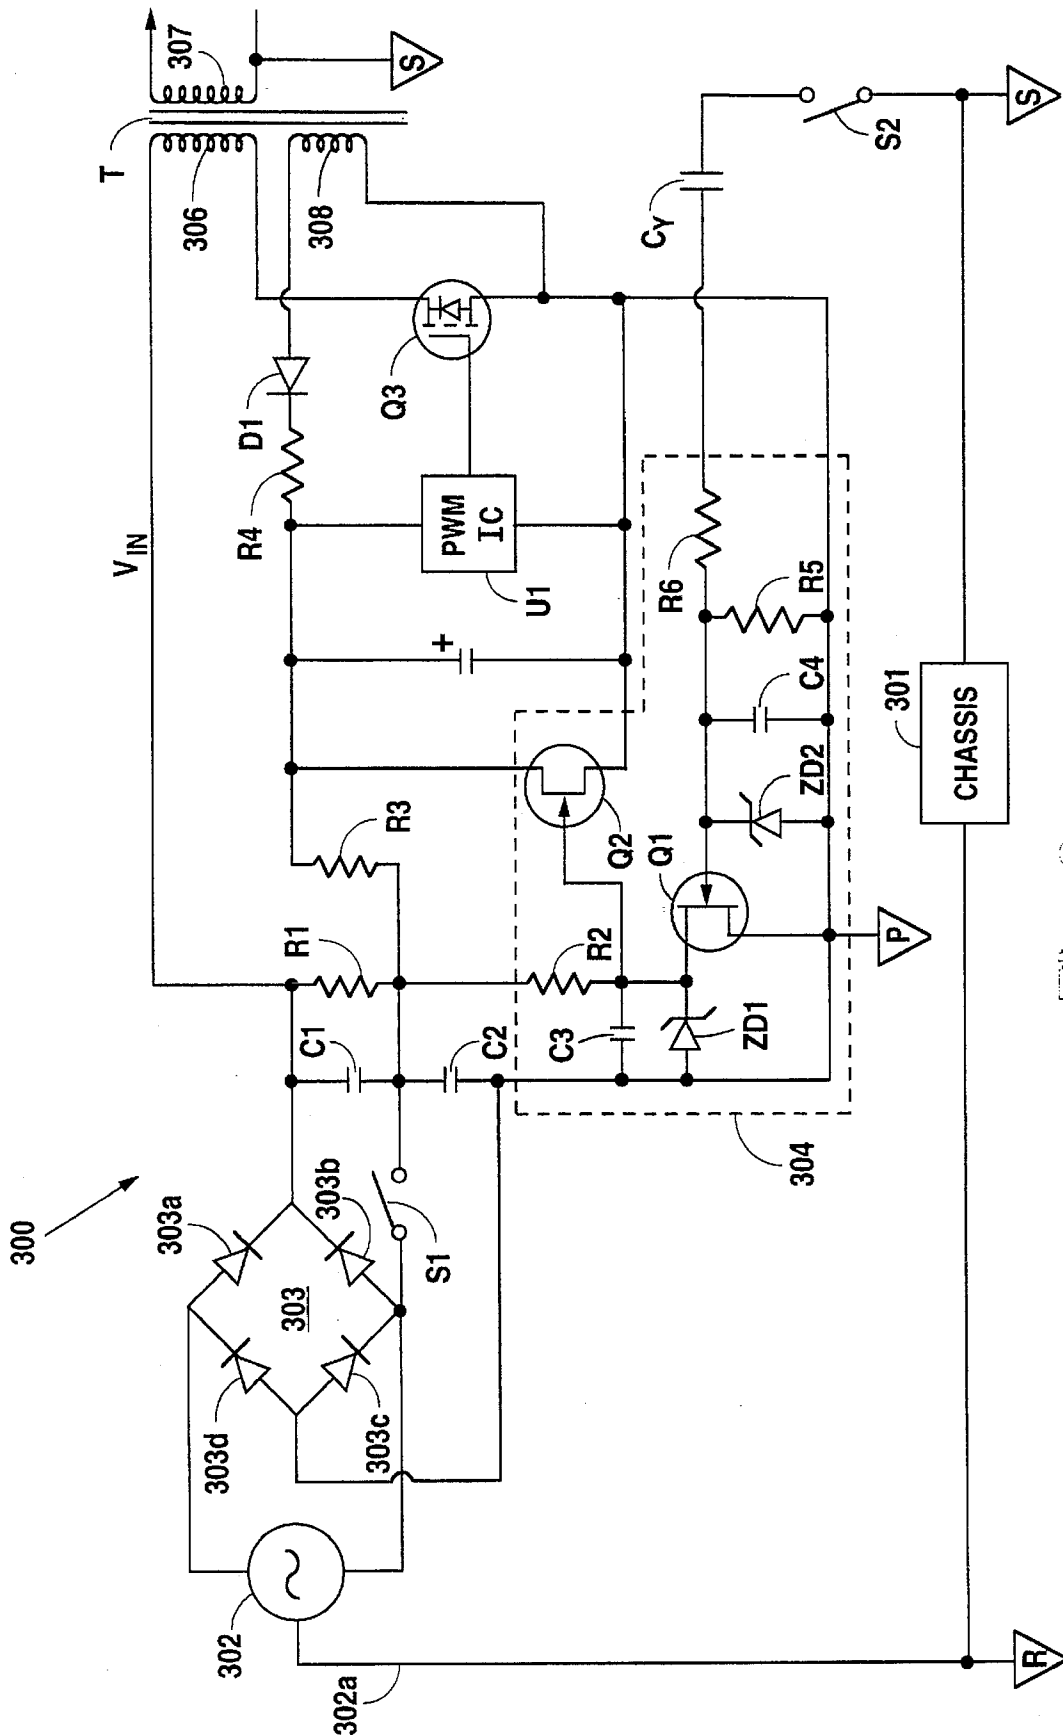 300
T
307
306
308
S
V_IN
D1
R4
Q3
PWM
IC
U1
+
R3
R1
C1
C2
303a
303b
303
303d
303c
S1
302
302a
R2
C3
ZD1
304
Q2
Q1
ZD2
C4
R5
R6
C_Y
S2
P
301
CHASSIS
S
R